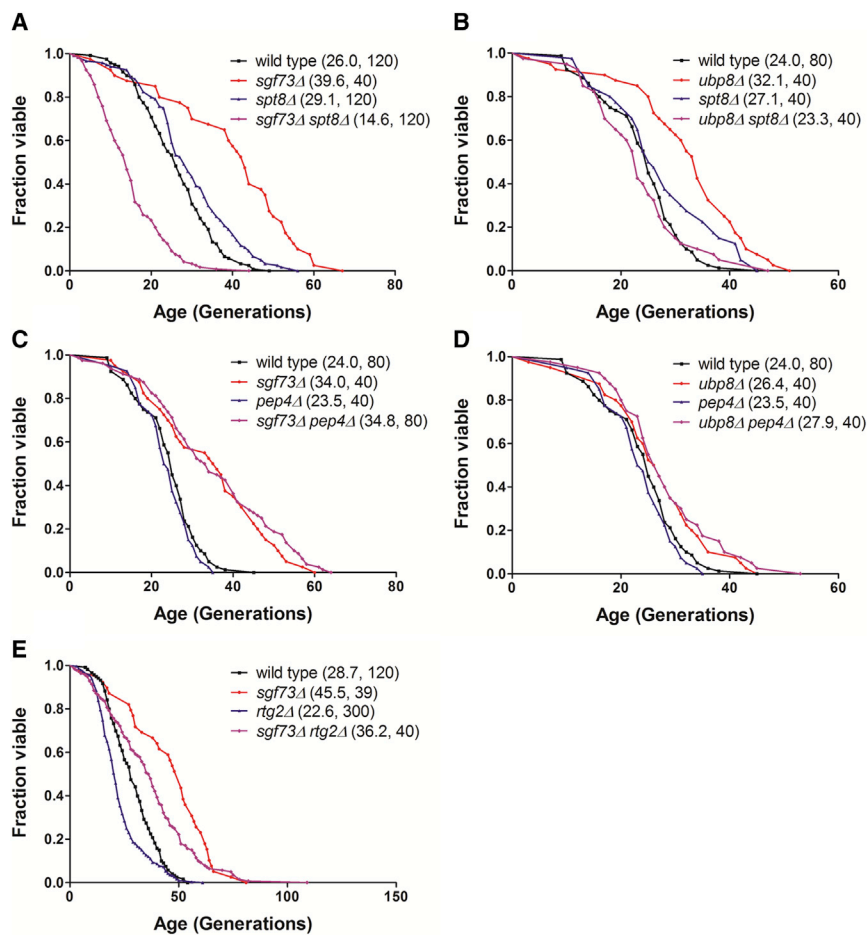 A
Fraction viable
1.0
0.8
0.6
0.4
0.2
0.0
0
20
40
60
80
Age (Generations)
wild type (26.0, 120)
sgf73Δ (39.6, 40)
spt8Δ (29.1, 120)
sgf73Δ spt8Δ (14.6, 120)
B
Fraction viable
1.0
0.8
0.6
0.4
0.2
0.0
0
20
40
60
Age (Generations)
wild type (24.0, 80)
ubp8Δ (32.1, 40)
spt8Δ (27.1, 40)
ubp8Δ spt8Δ (23.3, 40)
C
Fraction viable
1.0
0.8
0.6
0.4
0.2
0.0
0
20
40
60
80
Age (Generations)
wild type (24.0, 80)
sgf73Δ (34.0, 40)
pep4Δ (23.5, 40)
sgf73Δ pep4Δ (34.8, 80)
D
Fraction viable
1.0
0.8
0.6
0.4
0.2
0.0
0
20
40
60
Age (Generations)
wild type (24.0, 80)
ubp8Δ (26.4, 40)
pep4Δ (23.5, 40)
ubp8Δ pep4Δ (27.9, 40)
E
Fraction viable
1.0
0.8
0.6
0.4
0.2
0.0
0
50
100
150
Age (Generations)
wild type (28.7, 120)
sgf73Δ (45.5, 39)
rtg2Δ (22.6, 300)
sgf73Δ rtg2Δ (36.2, 40)